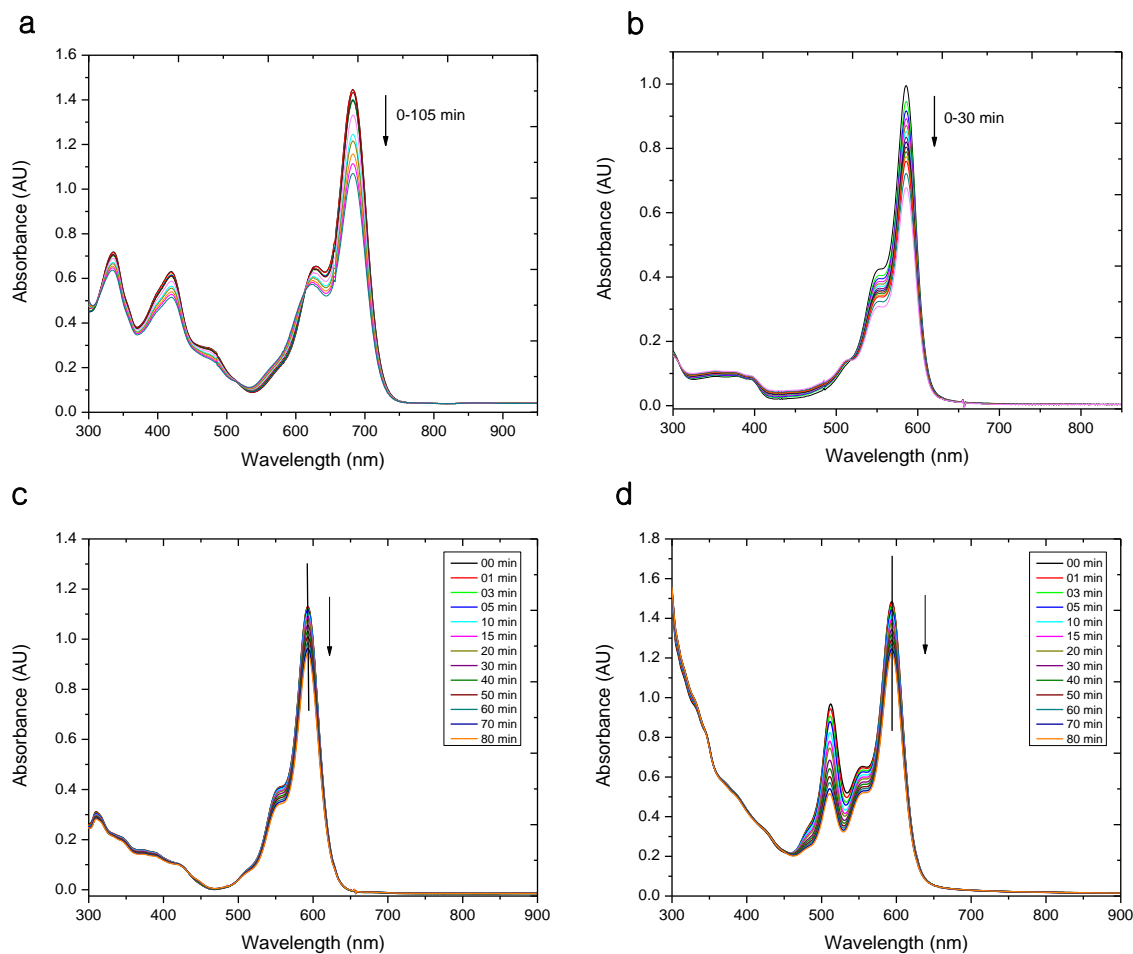 a
1.6
1.4
1.2
1.0
0.8
0.6
0.4
0.2
0.0
Absorbance (AU)
0-105 min
300 400 500 600 700 800 900
Wavelength (nm)
b
1.0
0.8
0.6
0.4
0.2
0.0
Absorbance (AU)
0-30 min
300 400 500 600 700 800
Wavelength (nm)
c
1.4
1.2
1.0
0.8
0.6
0.4
0.2
0.0
Absorbance (AU)
00 min
01 min
03 min
05 min
10 min
15 min
20 min
30 min
40 min
50 min
60 min
70 min
80 min
300 400 500 600 700 800 900
Wavelength (nm)
d
1.8
1.6
1.4
1.2
1.0
0.8
0.6
0.4
0.2
0.0
Absorbance (AU)
00 min
01 min
03 min
05 min
10 min
15 min
20 min
30 min
40 min
50 min
60 min
70 min
80 min
300 400 500 600 700 800 900
Wavelength (nm)